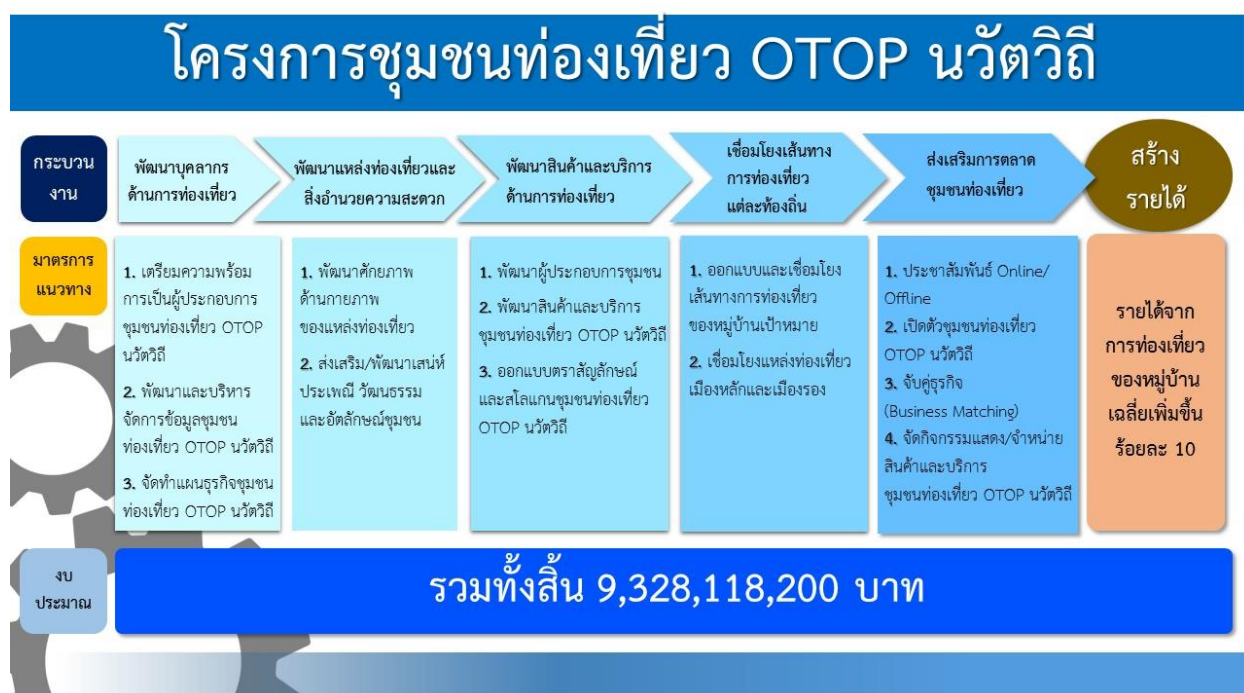 โครงการชุมชนท่องเที่ยว OTOP นวัตวิถี
กระบวน
งาน
พัฒนาบุคลากร
ด้านการท่องเที่ยว
พัฒนาแหล่งท่องเที่ยวและ
สิ่งอำนวยความสะดวก
พัฒนาสินค้าและบริการ
ด้านการท่องเที่ยว
เชื่อมโยงเส้นทาง
การท่องเที่ยว
แต่ละท้องถิ่น
ส่งเสริมการตลาด
ชุมชนท่องเที่ยว
สร้าง
รายได้
มาตรการ
แนวทาง
1. เตรียมความพร้อม
การเป็นผู้ประกอบการ
ชุมชนท่องเที่ยว OTOP
นวัตวิถี
2. พัฒนาและบริหาร
จัดการข้อมูลชุมชน
ท่องเที่ยว OTOP นวัตวิถี
3. จัดทำแผนธุรกิจชุมชน
ท่องเที่ยว OTOP นวัตวิถี
1. พัฒนาศักยภาพ
ด้านกายภาพ
ของแหล่งท่องเที่ยว
2. ส่งเสริม/พัฒนาเสน่ห์
ประเพณี วัฒนธรรม
และอัตลักษณ์ชุมชน
1. พัฒนาผู้ประกอบการชุมชน
2. พัฒนาสินค้าและบริการ
ชุมชนท่องเที่ยว OTOP นวัตวิถี
3. ออกแบบตราสัญลักษณ์
และสโลแกนชุมชนท่องเที่ยว
OTOP นวัตวิถี
1. ออกแบบและเชื่อมโยง
เส้นทางการท่องเที่ยว
ของหมู่บ้านเป้าหมาย
2. เชื่อมโยงแหล่งท่องเที่ยว
เมืองหลักและเมืองรอง
1. ประชาสัมพันธ์ Online/
Offline
2. เปิดตัวชุมชนท่องเที่ยว
OTOP นวัตวิถี
3. จับคู่ธุรกิจ
(Business Matching)
4. จัดกิจกรรมแสดง/จำหน่าย
สินค้าและบริการ
ชุมชนท่องเที่ยว OTOP นวัตวิถี
รายได้จาก
การท่องเที่ยว
ของหมู่บ้าน
เฉลี่ยเพิ่มขึ้น
ร้อยละ 10
งบ
ประมาณ
รวมทั้งสิ้น 9,328,118,200 บาท